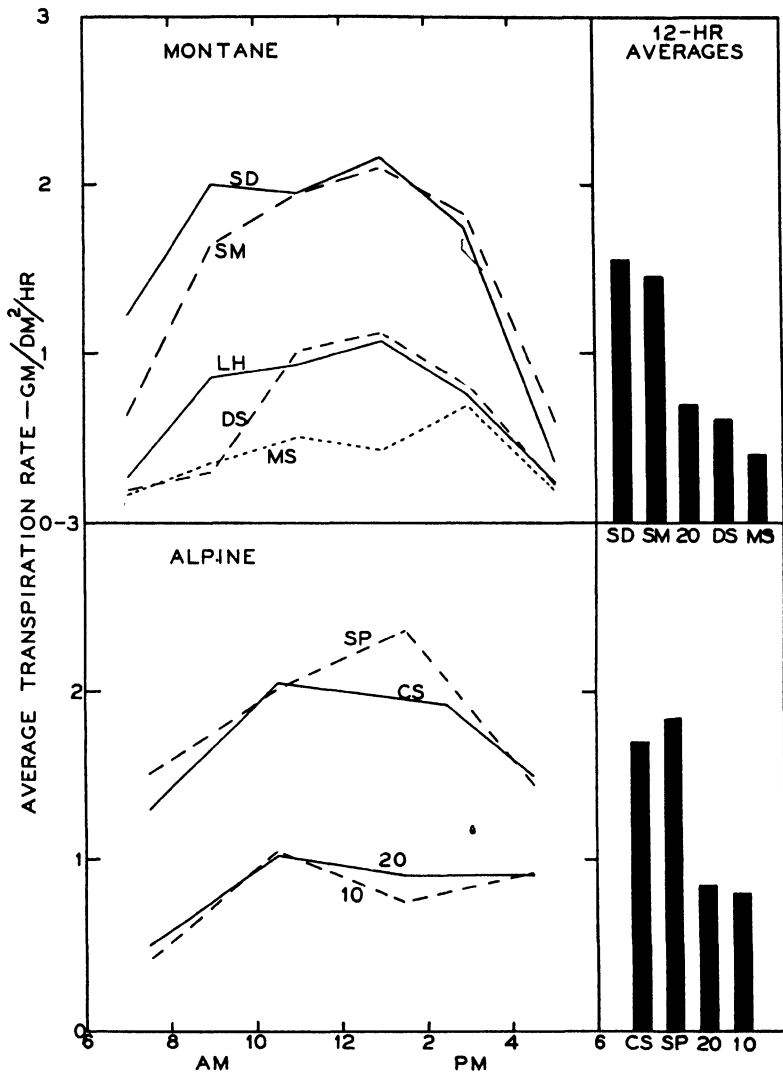 AVERAGE TRANSPIRATION RATE — GM/DM²/HR
3
MONTANE
12-HR
AVERAGES
2
SD
SM
1
LH
DS
MS
0-3
SD SM 20 DS MS
ALPINE
SP
CS
2
1
20
10
0
6 8 10 12 2 4 6
AM PM
CS SP 20 10